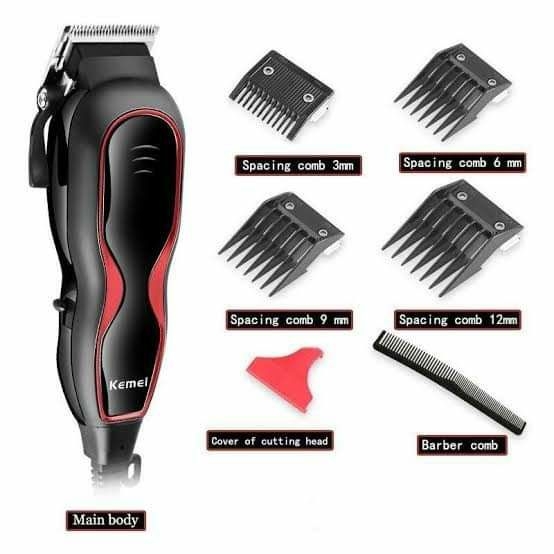 Spacing comb 3mm
Spacing comb 6 mm
Spacing comb 9 mm
Spacing comb 12mm
Kemei
Cover of cutting head
Barber comb
Main body